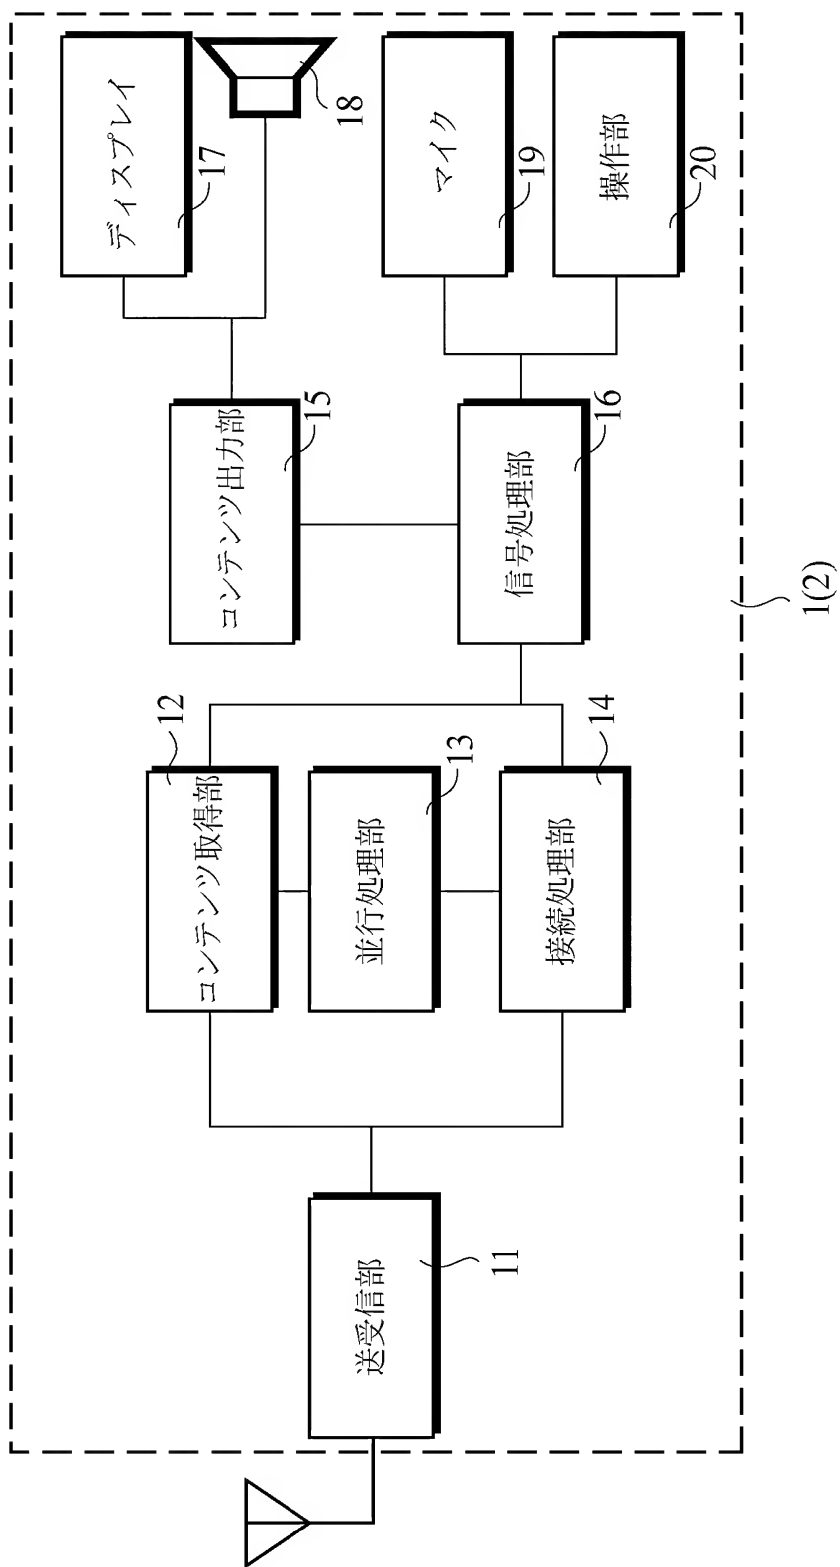 送受信部
11
コンテンツ取得部
12
並行処理部
13
接続処理部
14
コンテンツ出力部
15
信号処理部
16
ディスプレイ
17
18
マイク
19
操作部
20
1(2)